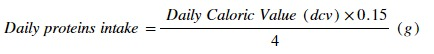 Daily proteins intake = Daily Caloric Value (dcv) × 0.15 / 4 (g)